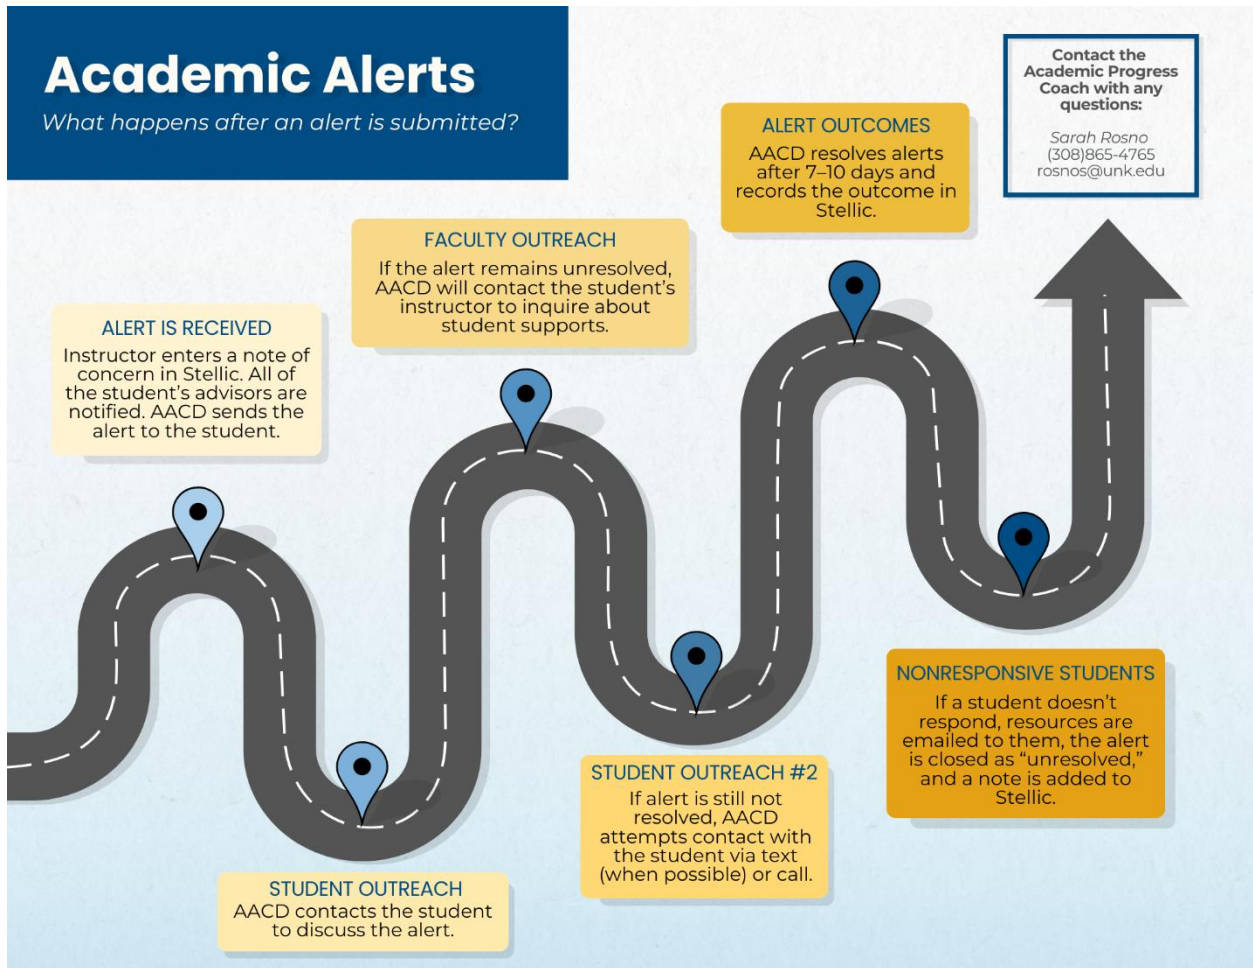 Academic Alerts
What happens after an alert is submitted?
Contact the
Academic Progress
Coach with any
questions:
Sarah Rosno
(308)865-4765
rosnos@unk.edu
ALERT IS RECEIVED
Instructor enters a note of
concern in Stellic. All of
the student's advisors are
notified. AACD sends the
alert to the student.
STUDENT OUTREACH
AACD contacts the student
to discuss the alert.
FACULTY OUTREACH
If the alert remains unresolved,
AACD will contact the student's
instructor to inquire about
student supports.
STUDENT OUTREACH #2
If alert is still not
resolved, AACD
attempts contact with
the student via text
(when possible) or call.
ALERT OUTCOMES
AACD resolves alerts
after 7–10 days and
records the outcome in
Stellic.
NONRESPONSIVE STUDENTS
If a student doesn't
respond, resources are
emailed to them, the alert
is closed as “unresolved,”
and a note is added to
Stellic.